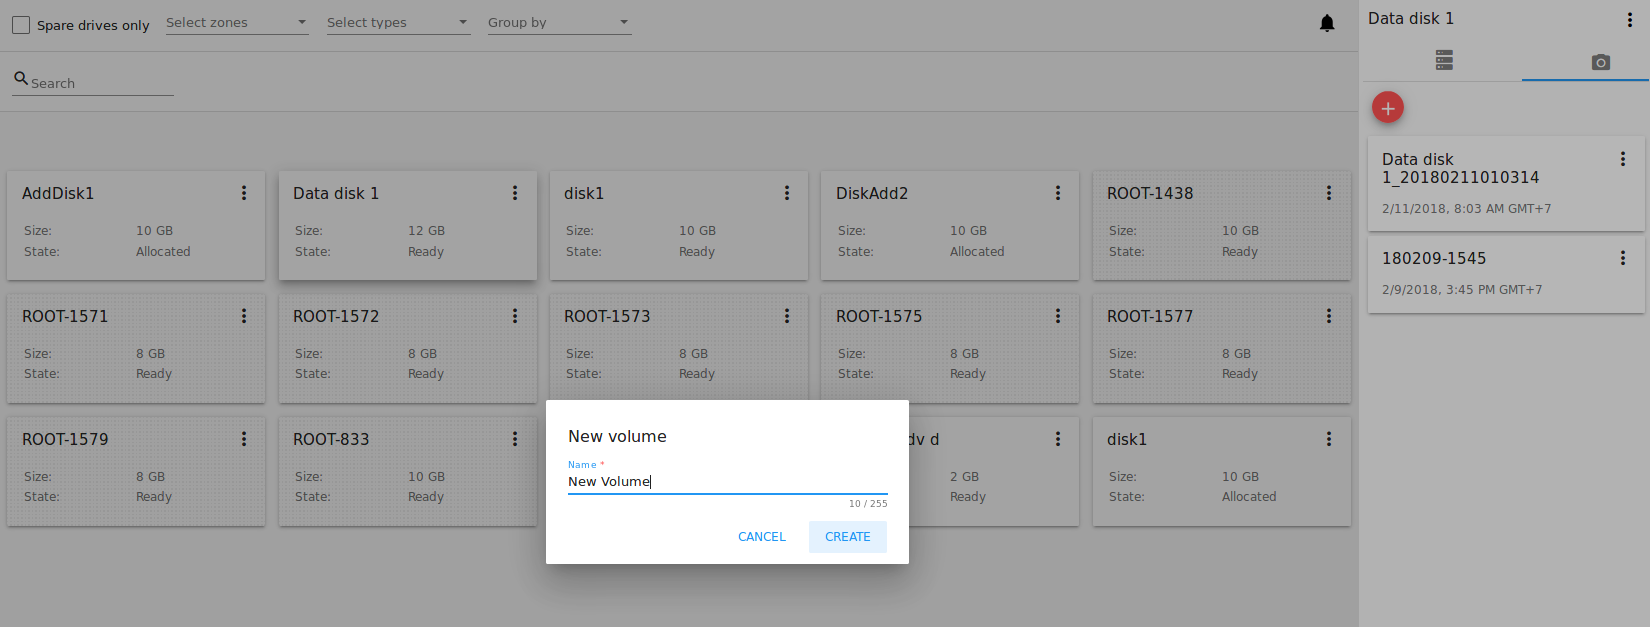 Spare drives only
Select zones
Select types
Group by
Search
AddDisk1
Size: 10 GB
State: Allocated
Data disk 1
Size: 12 GB
State: Ready
disk1
Size: 10 GB
State: Ready
DiskAdd2
Size: 10 GB
State: Allocated
ROOT-1438
Size: 10 GB
State: Ready
ROOT-1571
Size: 8 GB
State: Ready
ROOT-1572
Size: 8 GB
State: Ready
ROOT-1573
Size: 8 GB
State: Ready
ROOT-1575
Size: 8 GB
State: Ready
ROOT-1577
Size: 8 GB
State: Ready
ROOT-1579
Size: 8 GB
State: Ready
ROOT-833
Size: 10 GB
State: Ready
dv d
2 GB
Ready
disk1
Size: 10 GB
State: Allocated
New volume
Name *
New Volume
10 / 255
CANCEL
CREATE
Data disk 1
+
Data disk
1_20180211010314
2/11/2018, 8:03 AM GMT+7
180209-1545
2/9/2018, 3:45 PM GMT+7